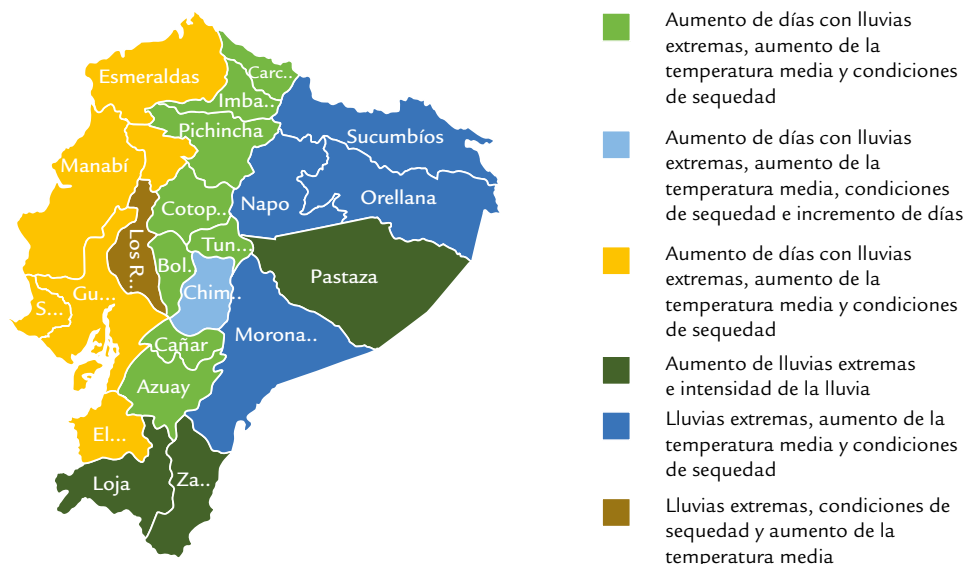 Esmeraldas
Carc..
Imba..
Pichincha
Sucumbíos
Manabí
Cotop..
Napo
Orellana
Tun...
Los R...
Bol.
Pastaza
Gu...
Chim..
S...
Morona..
Cañar
Azuay
El...
Loja
Za..
Aumento de días con lluvias
extremas, aumento de la
temperatura media y condiciones
de sequedad
Aumento de días con lluvias
extremas, aumento de la
temperatura media, condiciones
de sequedad e incremento de días
Aumento de días con lluvias
extremas, aumento de la
temperatura media y condiciones
de sequedad
Aumento de lluvias extremas
e intensidad de la lluvia
Lluvias extremas, aumento de la
temperatura media y condiciones
de sequedad
Lluvias extremas, condiciones de
sequedad y aumento de la
temperatura media